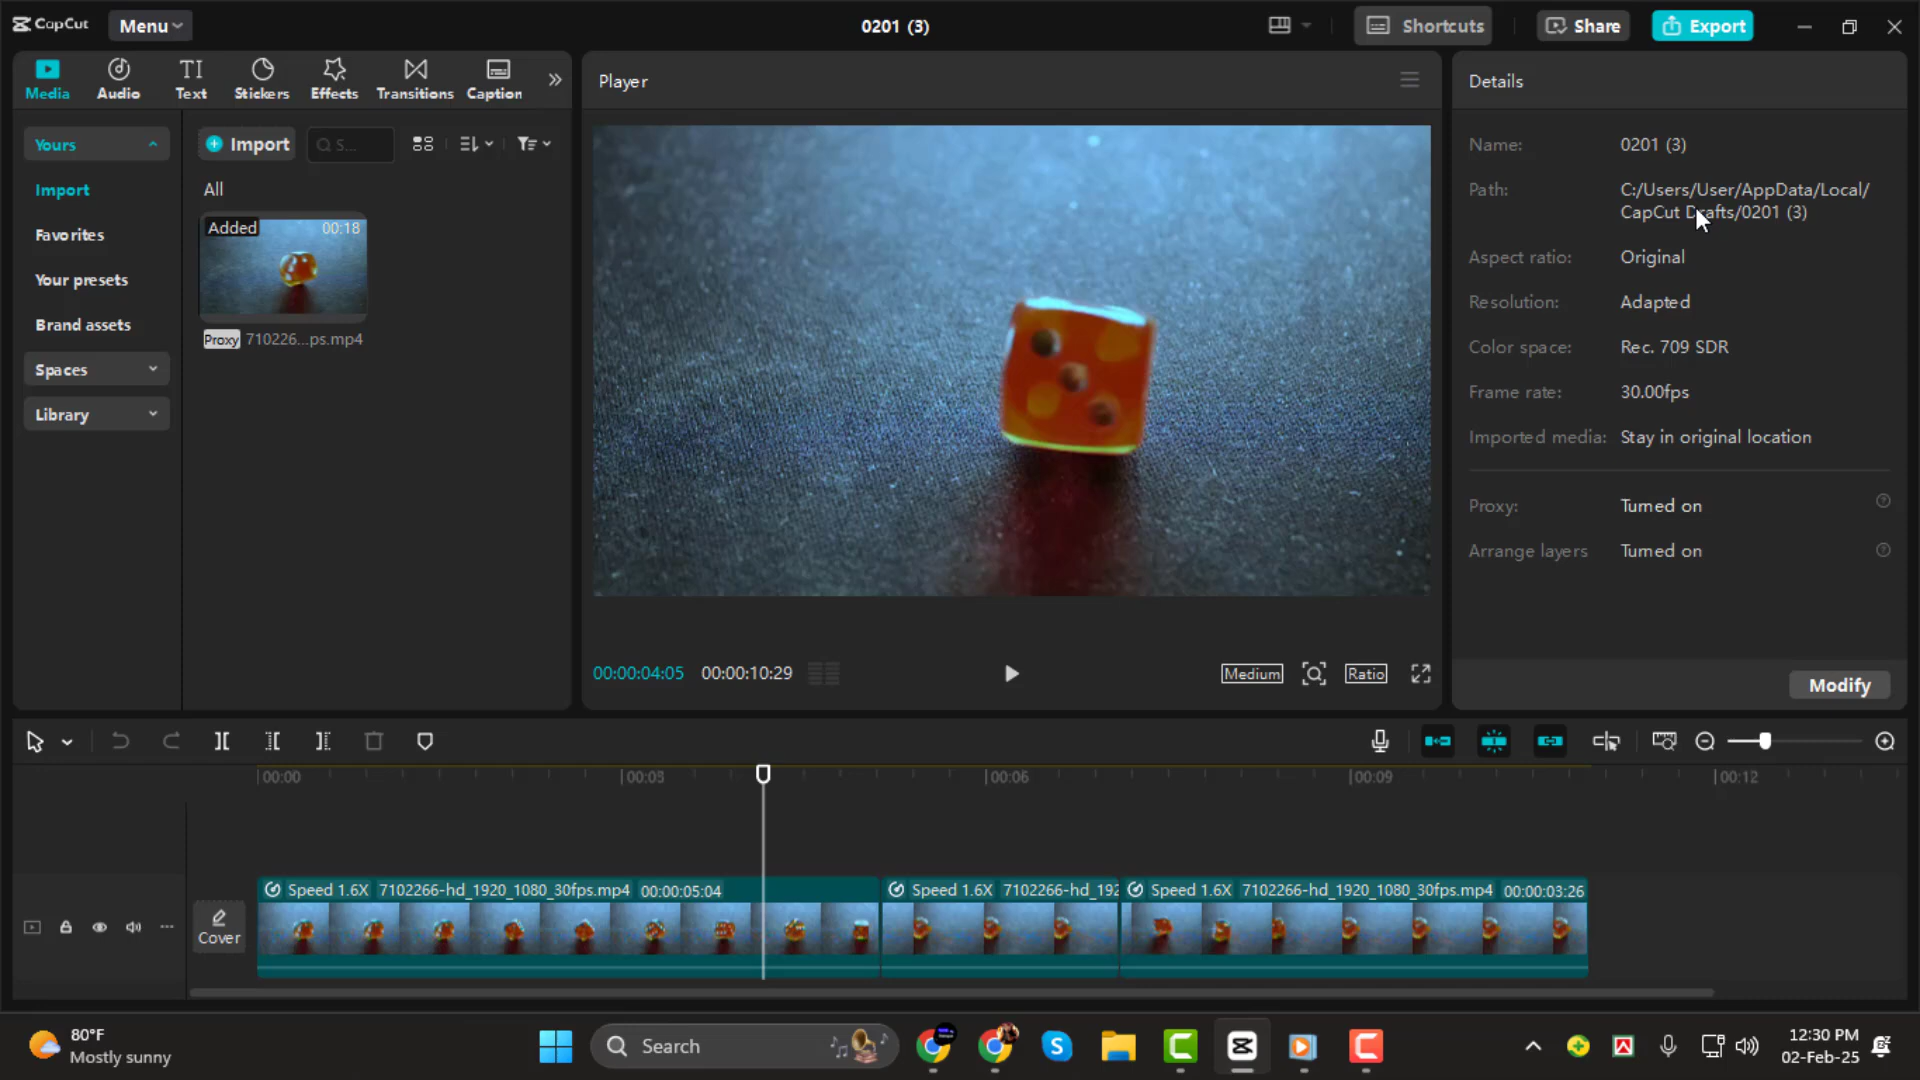 CapCut
Menu
0201 (3)
Shortcuts
Share
Export
Media
Audio
Text
Stickers
Effects
Transitions
Caption
Player
Details
Yours
Import
Favorites
Your presets
Brand assets
Spaces
Library
Import
S...
All
Added
00:18
Proxy
710226...ps.mp4
Name:
0201 (3)
Path:
C:/Users/User/AppData/Local/
CapCut Drafts/0201 (3)
Aspect ratio:
Original
Resolution:
Adapted
Color space:
Rec. 709 SDR
Frame rate:
30.00fps
Imported media:
Stay in original location
Proxy:
Turned on
Arrange layers
Turned on
Modify
00:00:04:05
00:00:10:29
Medium
Ratio
00:00
00:03
00:06
00:09
00:12
Cover
Speed 1.6X 7102266-hd_1920_1080_30fps.mp4 00:00:05:04
Speed 1.6X 7102266-hd_192
Speed 1.6X 7102266-hd_1920_1080_30fps.mp4 00:00:03:26
80°F
Mostly sunny
Search
12:30 PM
02-Feb-25